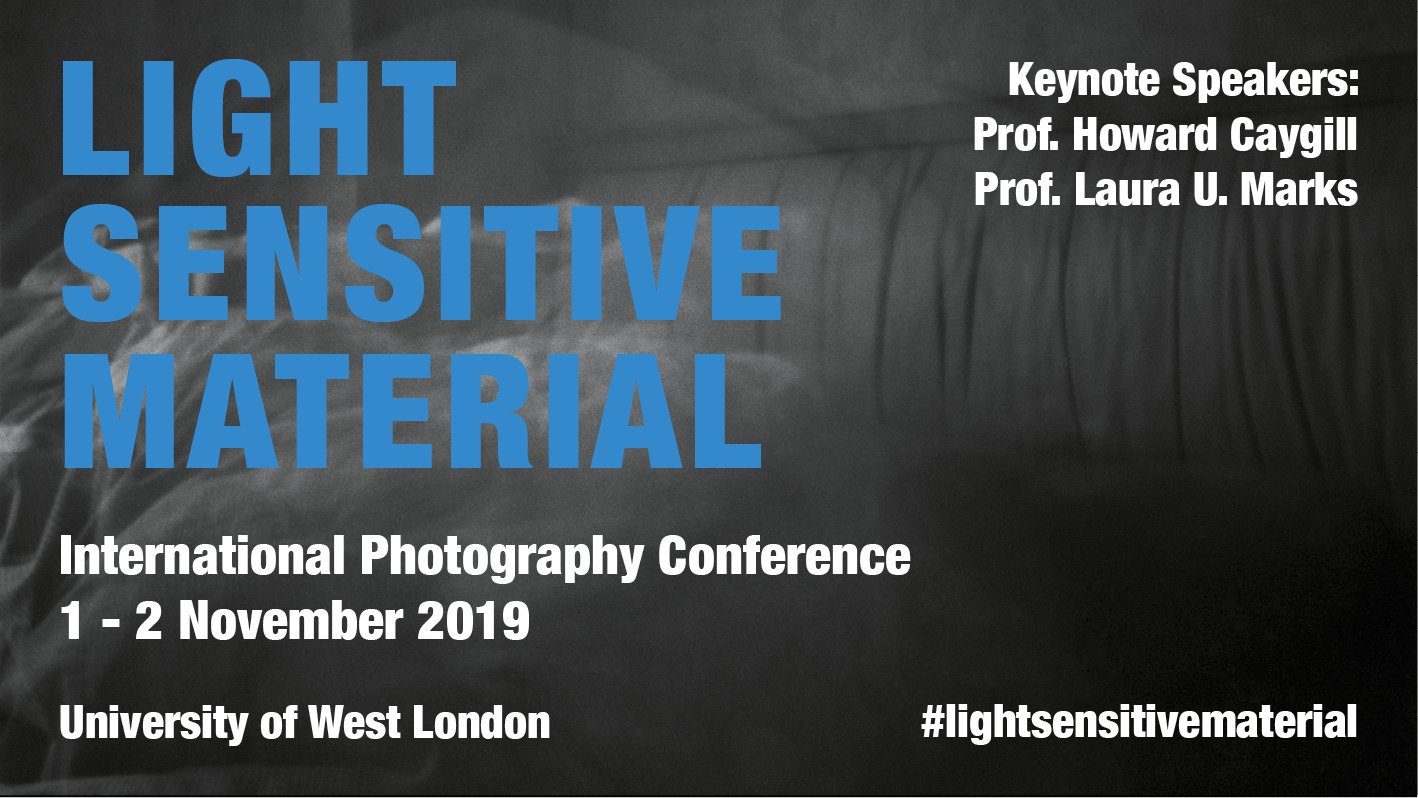 LIGHT
SENSITIVE
MATERIAL
Keynote Speakers:
Prof. Howard Caygill
Prof. Laura U. Marks
International Photography Conference
1 - 2 November 2019
University of West London
#lightsensitivematerial